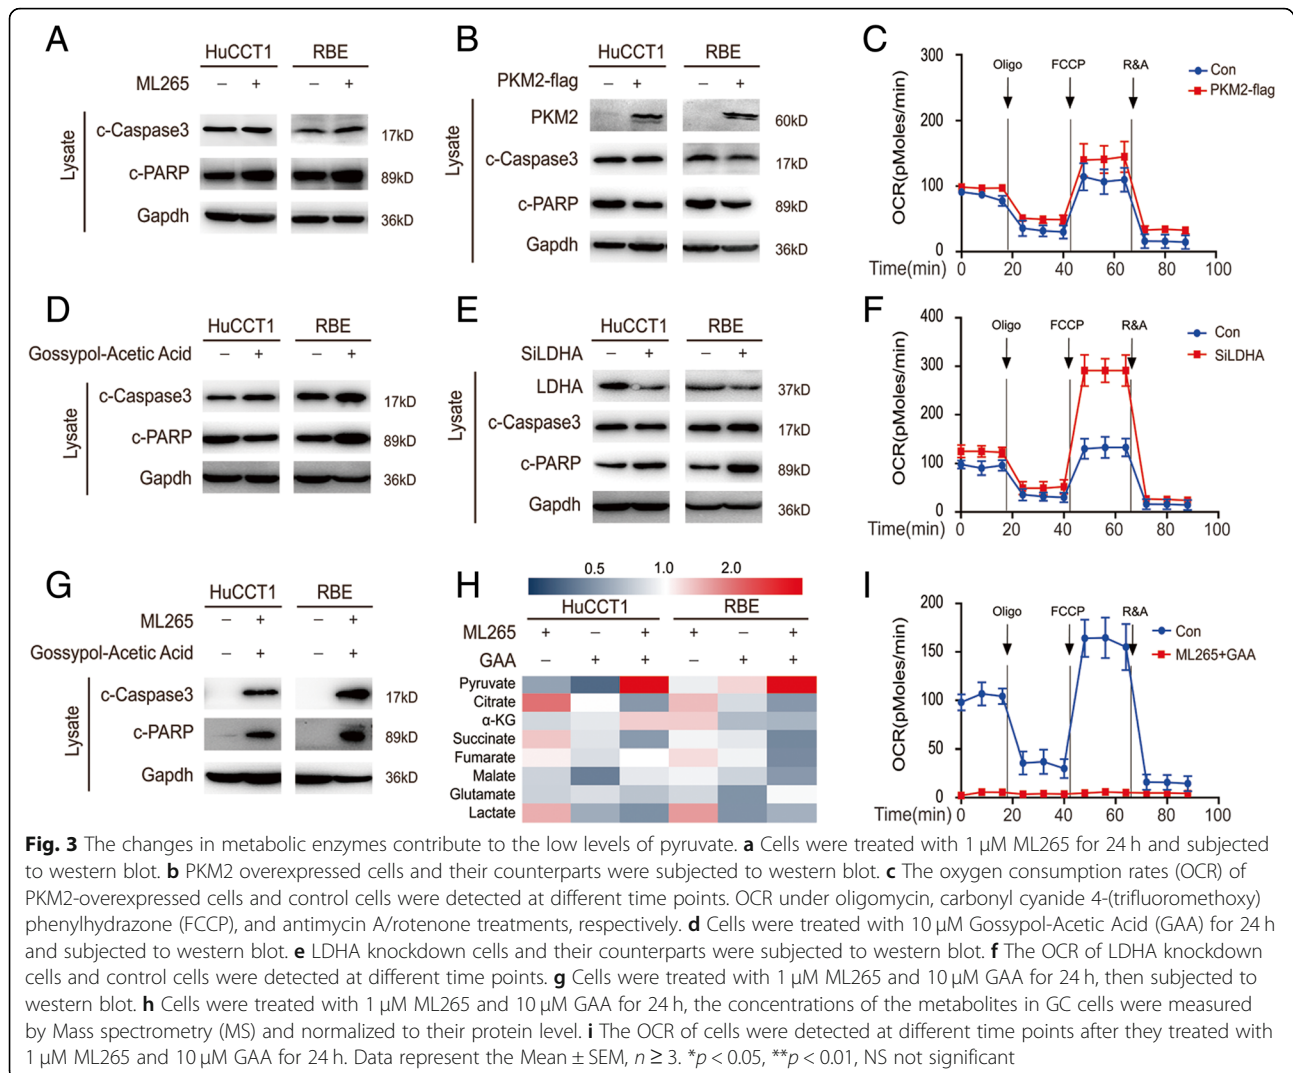 A
HuCCT1 RBE
ML265 – + – +
Lysate
c-Caspase3 17kD
c-PARP 89kD
Gapdh 36kD
B
HuCCT1 RBE
PKM2-flag – + – +
Lysate
PKM2 60kD
c-Caspase3 17kD
c-PARP 89kD
Gapdh 36kD
C
OCR(pMoles/min)
300
200
100
0
Oligo FCCP R&A
Con
PKM2-flag
Time(min) 0 20 40 60 80 100
D
HuCCT1 RBE
Gossypol-Acetic Acid – + – +
Lysate
c-Caspase3 17kD
c-PARP 89kD
Gapdh 36kD
E
HuCCT1 RBE
SiLDHA – + – +
Lysate
LDHA 37kD
c-Caspase3 17kD
c-PARP 89kD
Gapdh 36kD
F
OCR(pMoles/min)
400
300
200
100
0
Oligo FCCP R&A
Con
SiLDHA
Time(min) 0 20 40 60 80 100
G
HuCCT1 RBE
ML265 – + – +
Gossypol-Acetic Acid – + – +
Lysate
c-Caspase3 17kD
c-PARP 89kD
Gapdh 36kD
H
0.5 1.0 2.0
HuCCT1 RBE
ML265 + – + + – +
GAA – + + – + +
Pyruvate
Citrate
α-KG
Succinate
Fumarate
Malate
Glutamate
Lactate
I
OCR(pMoles/min)
200
150
100
50
0
Oligo FCCP R&A
Con
ML265+GAA
Time(min) 0 20 40 60 80 100
Fig. 3 The changes in metabolic enzymes contribute to the low levels of pyruvate. a Cells were treated with 1 µM ML265 for 24 h and subjected
to western blot. b PKM2 overexpressed cells and their counterparts were subjected to western blot. c The oxygen consumption rates (OCR) of
PKM2-overexpressed cells and control cells were detected at different time points. OCR under oligomycin, carbonyl cyanide 4-(trifluoromethoxy)
phenylhydrazone (FCCP), and antimycin A/rotenone treatments, respectively. d Cells were treated with 10 µM Gossypol-Acetic Acid (GAA) for 24 h
and subjected to western blot. e LDHA knockdown cells and their counterparts were subjected to western blot. f The OCR of LDHA knockdown
cells and control cells were detected at different time points. g Cells were treated with 1 µM ML265 and 10 µM GAA for 24 h, then subjected to
western blot. h Cells were treated with 1 µM ML265 and 10 µM GAA for 24 h, the concentrations of the metabolites in GC cells were measured
by Mass spectrometry (MS) and normalized to their protein level. i The OCR of cells were detected at different time points after they treated with
1 µM ML265 and 10 µM GAA for 24 h. Data represent the Mean ± SEM, n ≥ 3. *p < 0.05, **p < 0.01, NS not significant